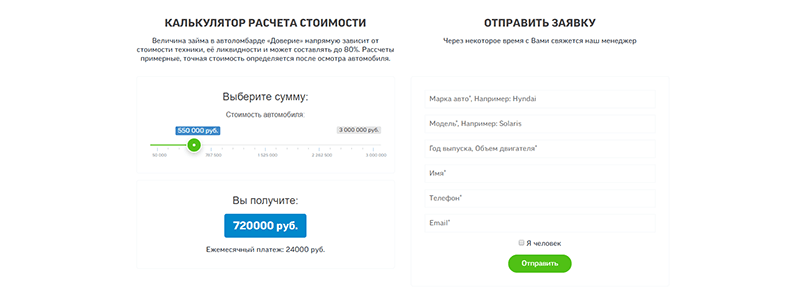 КАЛЬКУЛЯТОР РАСЧЕТА СТОИМОСТИ
Величина займа в автоломбарде «Доверие» напрямую зависит от
стоимости техники, её ликвидности и может составлять до 80%. Рассчеты
примерные, точная стоимость определяется после осмотра автомобиля.
Выберите сумму:
Стоимость автомобиля:
550 000 руб.
3 000 000 руб.
50 000
787 500
1 525 000
2 262 500
3 000 000
Вы получите:
720000 руб.
Ежемесячный платеж: 24000 руб.
ОТПРАВИТЬ ЗАЯВКУ
Через некоторое время с Вами свяжется наш менеджер
Марка авто*, Например: Hyndai
Модель*, Например: Solaris
Год выпуска, Объем двигателя*
Имя*
Телефон*
Email*
Я человек
Отправить